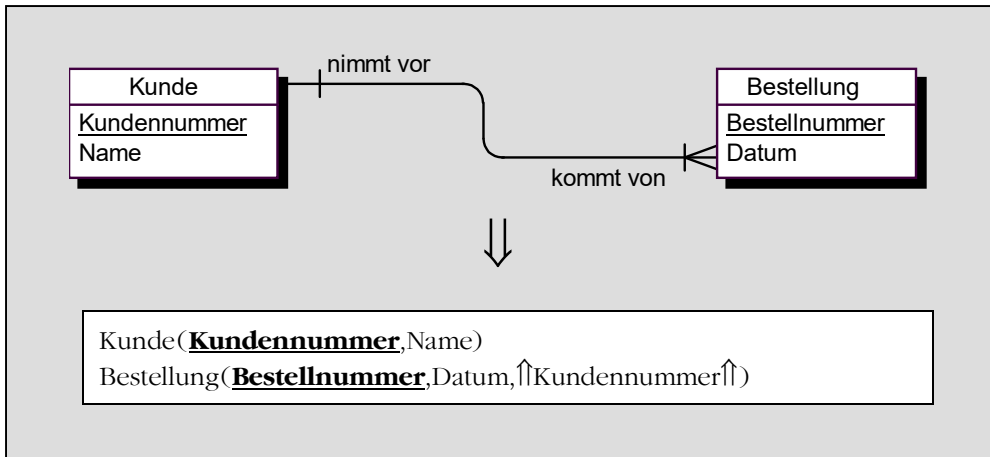 nimmt vor
Kunde
Kundennummer
Name
Bestellung
Bestellnummer
Datum
kommt von
⇓
Kunde(Kundennummer,Name)
Bestellung(Bestellnummer,Datum,⇑Kundennummer⇑)